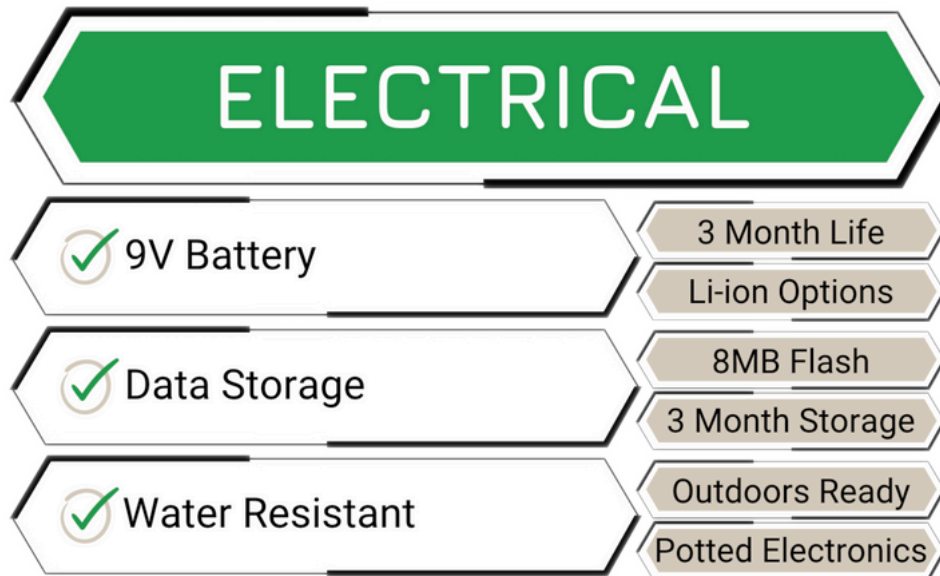 ELECTRICAL
9V Battery
3 Month Life
Li-ion Options
Data Storage
8MB Flash
3 Month Storage
Water Resistant
Outdoors Ready
Potted Electronics